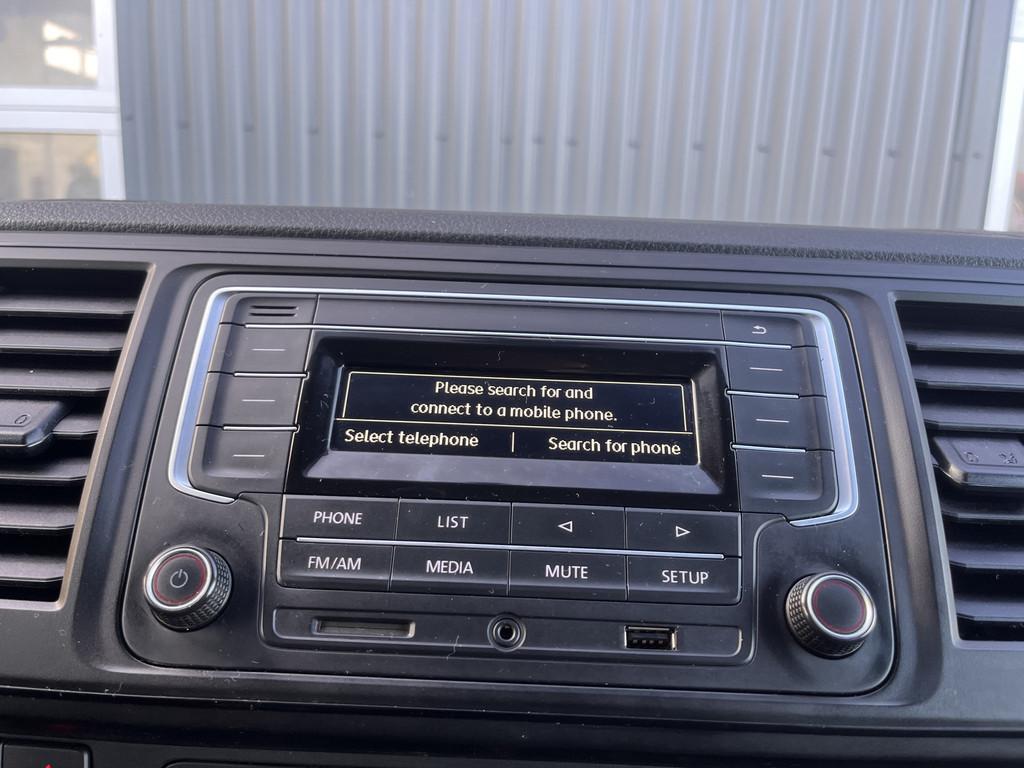 Please search for and
connect to a mobile phone.
Select telephone | Search for phone
PHONE LIST
FM/AM MEDIA MUTE SETUP